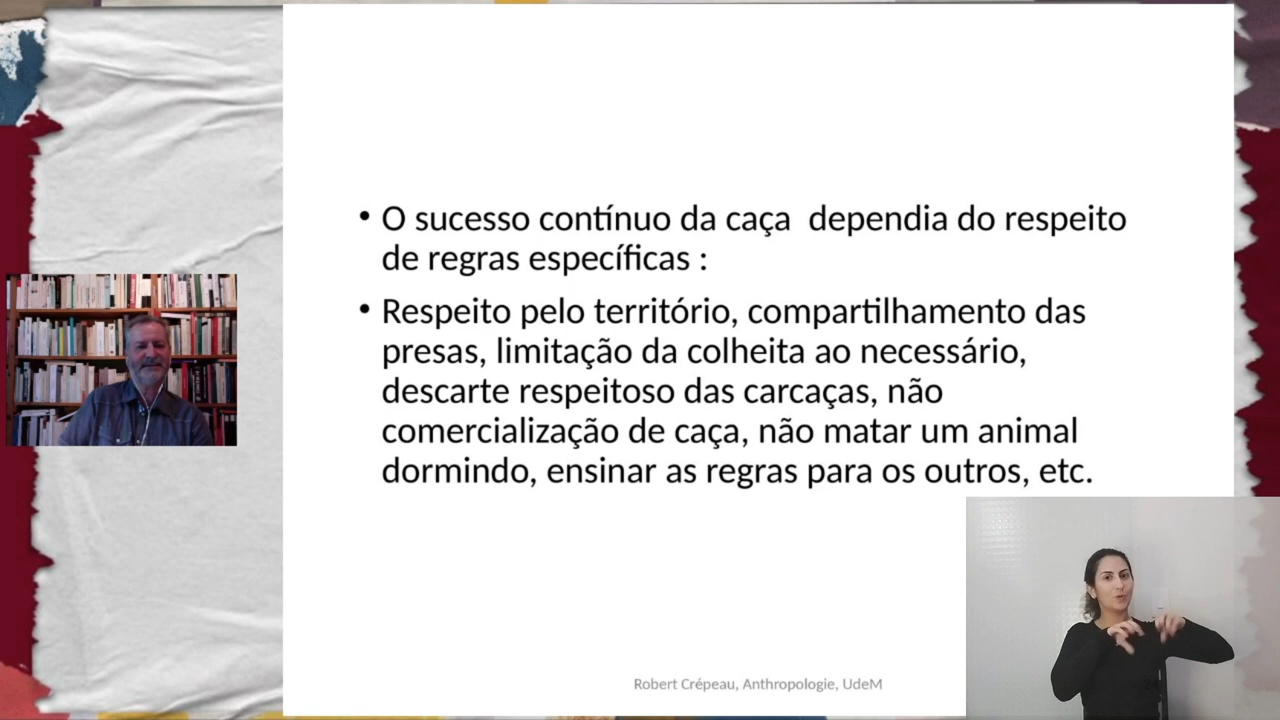 • O sucesso contínuo da caça  dependia do respeito
de regras específicas :
• Respeito pelo território, compartilhamento das
presas, limitação da colheita ao necessário,
descarte respeitoso das carcaças, não
comercialização de caça, não matar um animal
dormindo, ensinar as regras para os outros, etc.
Robert Crépeau, Anthropologie, UdeM